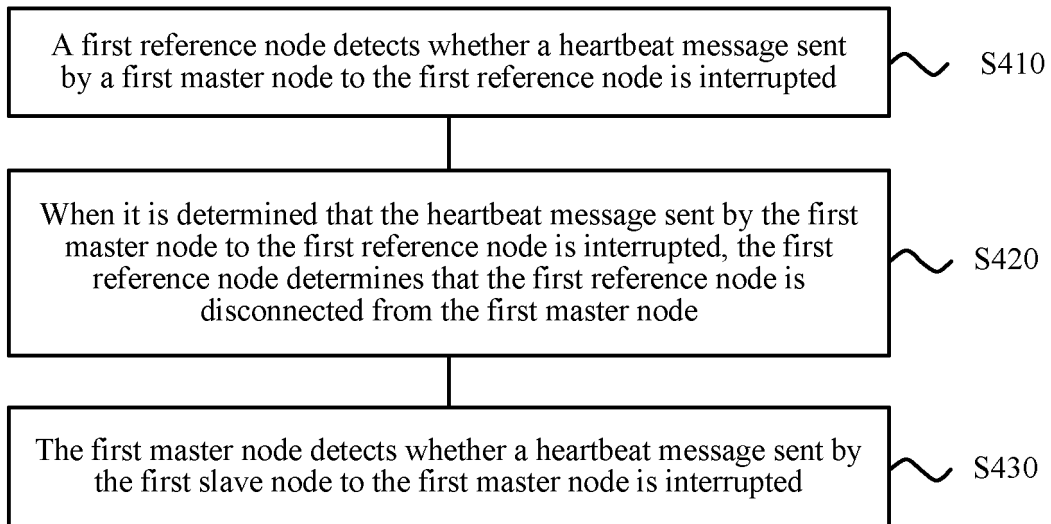 A first reference node detects whether a heartbeat message sent
by a first master node to the first reference node is interrupted
S410
When it is determined that the heartbeat message sent by the first
master node to the first reference node is interrupted, the first
reference node determines that the first reference node is
disconnected from the first master node
S420
The first master node detects whether a heartbeat message sent by
the first slave node to the first master node is interrupted
S430